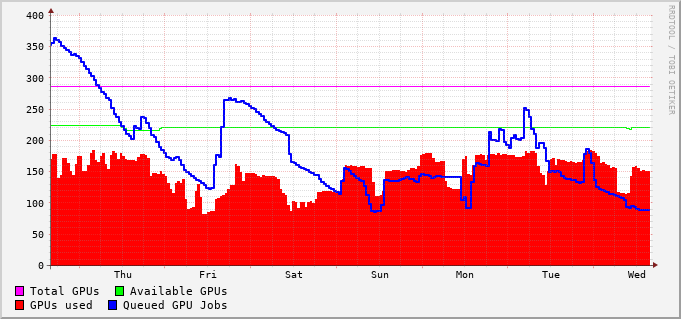 400
350
300
250
200
150
100
50
0
Thu Fri Sat Sun Mon Tue Wed
Total GPUs Available GPUs
GPUs used Queued GPU Jobs
RRDTOOL / TOBI OETIKER